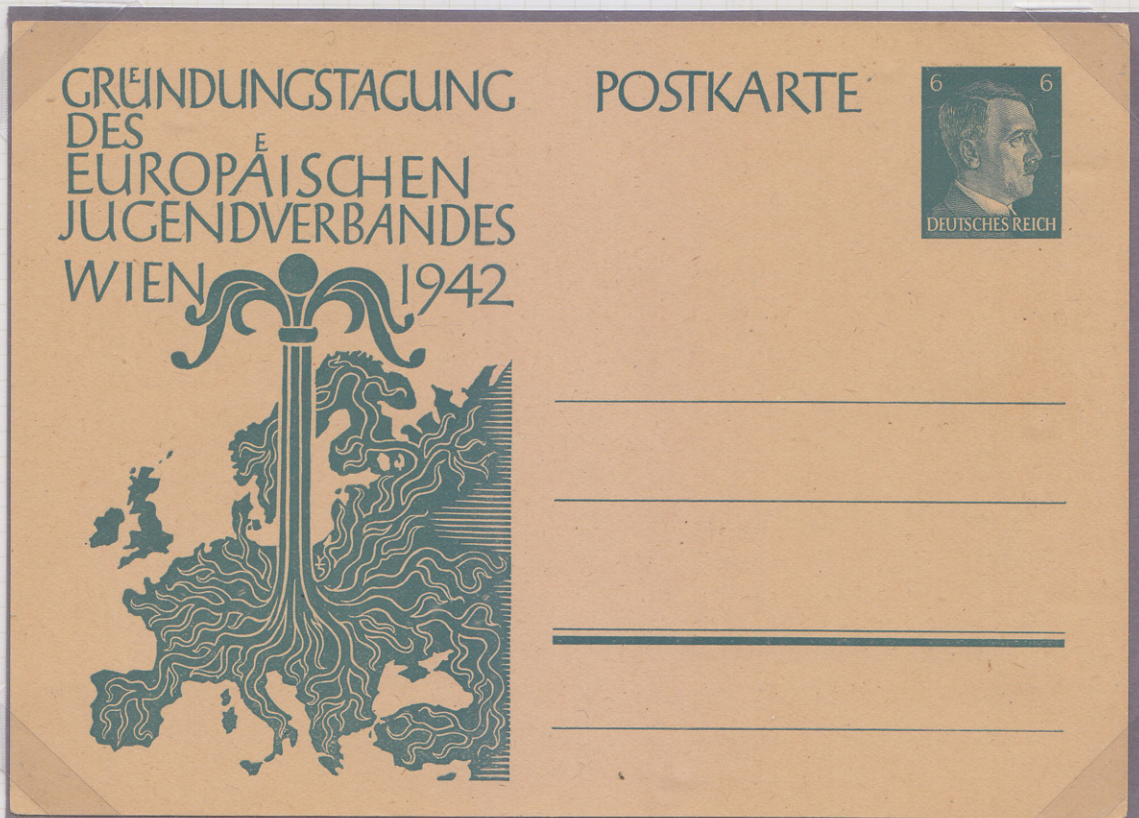 GRÜNDUNGSTAGUNG
DES
EUROPÄISCHEN
JUGENDVERBANDES
WIEN 1942
POSTKARTE
6 6
DEUTSCHES REICH